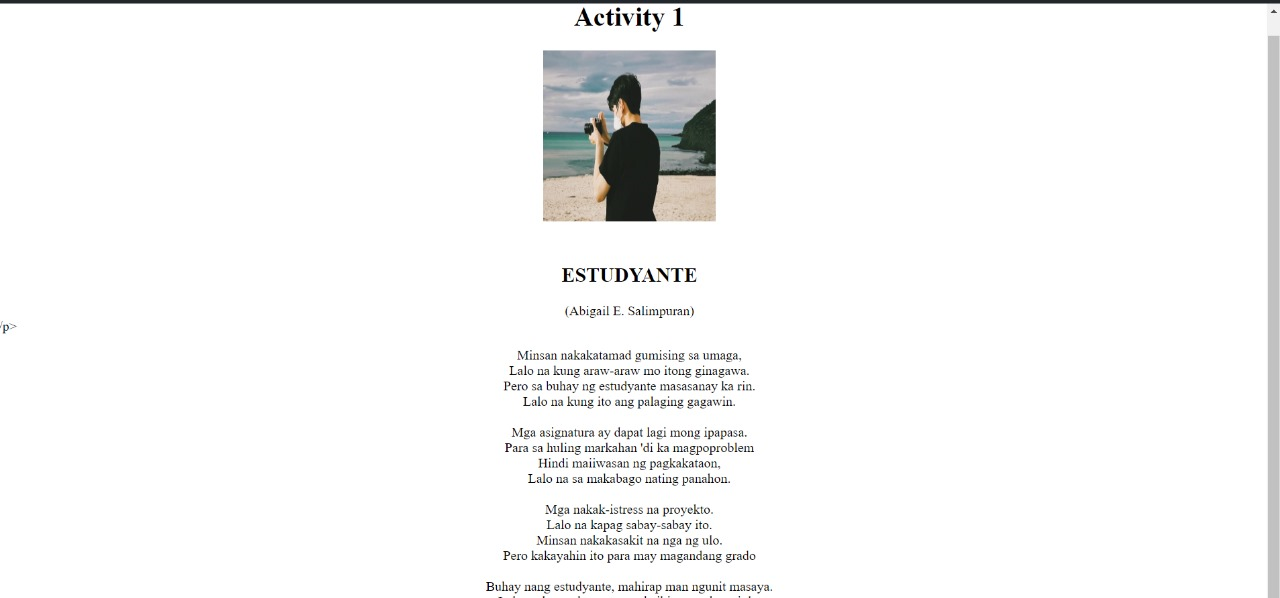 Activity 1
ESTUDYANTE
(Abigail E. Salimpuran)
/p>
Minsan nakakatamad gumising sa umaga,
Lalo na kung araw-araw mo itong ginagawa.
Pero sa buhay ng estudyante masasanay ka rin.
Lalo na kung ito ang palaging gagawin.
Mga asignatura ay dapat lagi mong ipapasa.
Para sa huling markahan 'di ka magpoproblem
Hindi maiiwasan ng pagkakataon,
Lalo na sa makabago nating panahon.
Mga nakak-istress na proyekto.
Lalo na kapag sabay-sabay ito.
Minsan nakakasakit na nga ng ulo.
Pero kakayahin ito para may magandang grado
Buhay nang estudyante, mahirap man ngunit masaya.